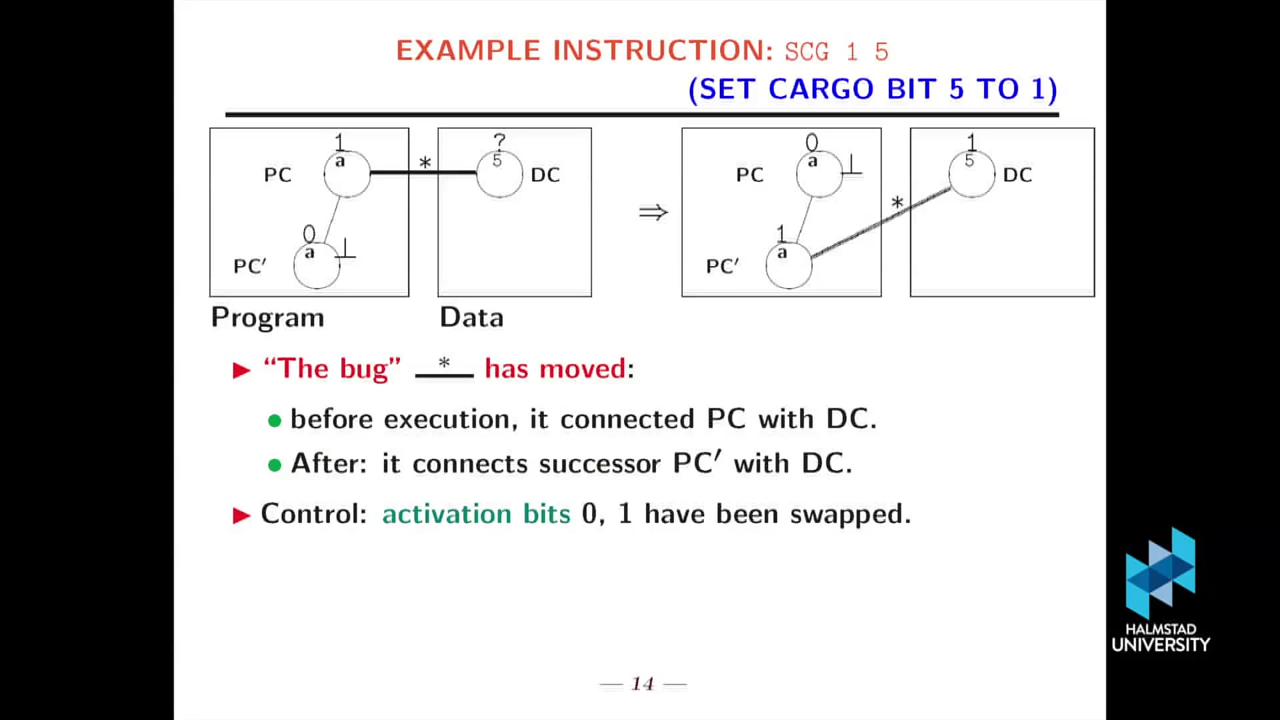 EXAMPLE INSTRUCTION: SCG 1 5
(SET CARGO BIT 5 TO 1)
1 ? 0 1
a * 5 a 5
PC DC PC DC
⇒ *
0 1
a ⊥ a
PC′ PC′
Program Data
▶ “The bug” * has moved:
• before execution, it connected PC with DC.
• After: it connects successor PC′ with DC.
▶ Control: activation bits 0, 1 have been swapped.
HALMSTAD
UNIVERSITY
— 14 —